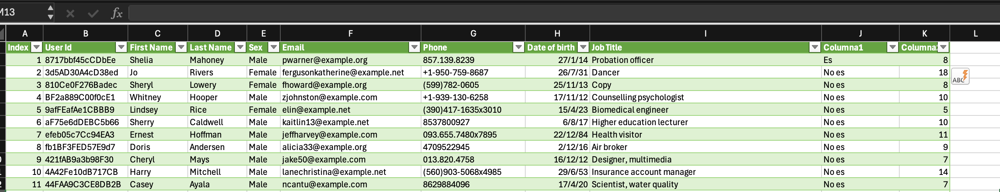 M13 fx
A B C D E F G H I J K L
Index User Id First Name Last Name Sex Email Phone Date of birth Job Title Columna1 Columna
1 8717bbf45cCDbEe Shelia Mahoney Male pwarner@example.org 857.139.8239 27/1/14 Probation officer Es 8
2 3d5AD30A4cD38ed Jo Rivers Female fergusonkatherine@example.net +1-950-759-8687 26/7/31 Dancer No es 18
ABC
3 810Ce0F276Badec Sheryl Lowery Female fhoward@example.org (599)782-0605 25/11/13 Copy No es 8
4 BF2a889C00f0cE1 Whitney Hooper Male zjohnston@example.com +1-939-130-6258 17/11/12 Counselling psychologist No es 10
5 9afFEafAe1CBBB9 Lindsey Rice Female elin@example.net (390)417-1635x3010 15/4/23 Biomedical engineer No es 5
6 aF75e6dDEBC5b66 Sherry Caldwell Male kaitlin13@example.net 8537800927 6/8/17 Higher education lecturer No es 10
7 efeb05c7Cc94EA3 Ernest Hoffman Male jeffharvey@example.com 093.655.7480x7895 22/12/84 Health visitor No es 11
8 fb1BF3FED57E9d7 Doris Andersen Male alicia33@example.org 4709522945 2/12/16 Air broker No es 9
9 421fAB9a3b98F30 Cheryl Mays Male jake50@example.com 013.820.4758 16/12/12 Designer, multimedia No es 7
10 4A42Fe10dB717CB Harry Mitchell Male lanechristina@example.net (560)903-5068x4985 29/6/53 Insurance account manager No es 14
11 44FAA9C3CE8DB2B Casey Ayala Male ncantu@example.com 8629884096 17/4/20 Scientist, water quality No es 7